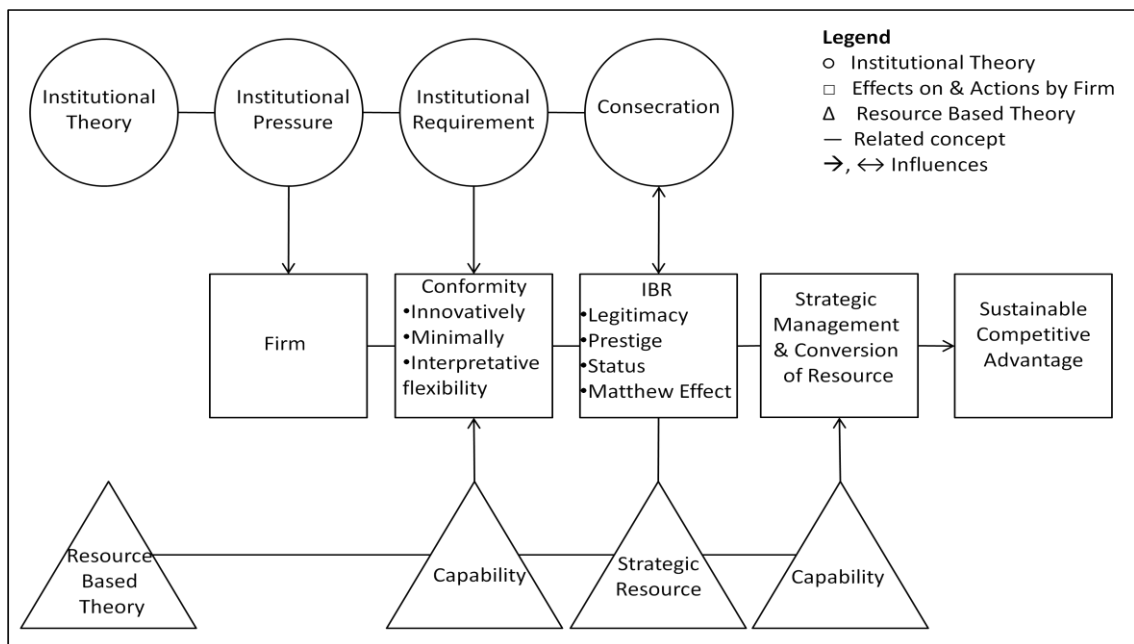 Legend
○ Institutional Theory
□ Effects on & Actions by Firm
Δ Resource Based Theory
— Related concept
→, ↔ Influences
Institutional
Theory
Institutional
Pressure
Institutional
Requirement
Consecration
Firm
Conformity
•Innovatively
•Minimally
•Interpretative
flexibility
IBR
•Legitimacy
•Prestige
•Status
•Matthew Effect
Strategic
Management
& Conversion
of Resource
Sustainable
Competitive
Advantage
Resource
Based
Theory
Capability
Strategic
Resource
Capability